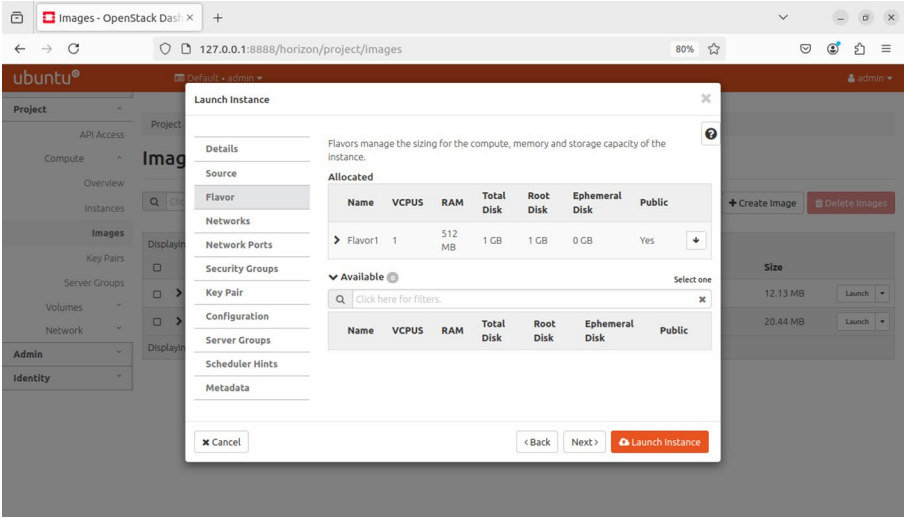 Images - OpenStack Dash
127.0.0.1:8888/horizon/project/images
80%
ubuntu
Default • admin
admin
Project
API Access
Compute
Overview
Instances
Images
Key Pairs
Server Groups
Volumes
Network
Admin
Identity
Project
Imag
Clic
Create Image
Delete Images
Displayin
Size
12.13 MB
Launch
20.44 MB
Launch
Displayin
Launch Instance
Details
Source
Flavor
Networks
Network Ports
Security Groups
Key Pair
Configuration
Server Groups
Scheduler Hints
Metadata
Flavors manage the sizing for the compute, memory and storage capacity of the
instance.
Allocated
Name VCPUS RAM Total Disk Root Disk Ephemeral Disk Public
Flavor1 1 512 MB 1 GB 1 GB 0 GB Yes
Available 0 Select one
Click here for filters.
Name VCPUS RAM Total Disk Root Disk Ephemeral Disk Public
Cancel
< Back
Next >
Launch Instance